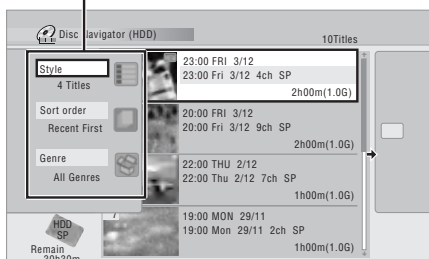 Disc Navigator (HDD)
10Titles
Style
4 Titles
Sort order
Recent First
Genre
All Genres
HDD
SP
Remain
30h30m
23:00 FRI 3/12
23:00 Fri 3/12 4ch SP
2h00m(1.0G)
20:00 FRI 3/12
20:00 Fri 3/12 9ch SP
2h00m(1.0G)
22:00 THU 2/12
22:00 Thu 2/12 7ch SP
1h00m(1.0G)
7
19:00 MON 29/11
19:00 Mon 29/11 2ch SP
1h00m(1.0G)